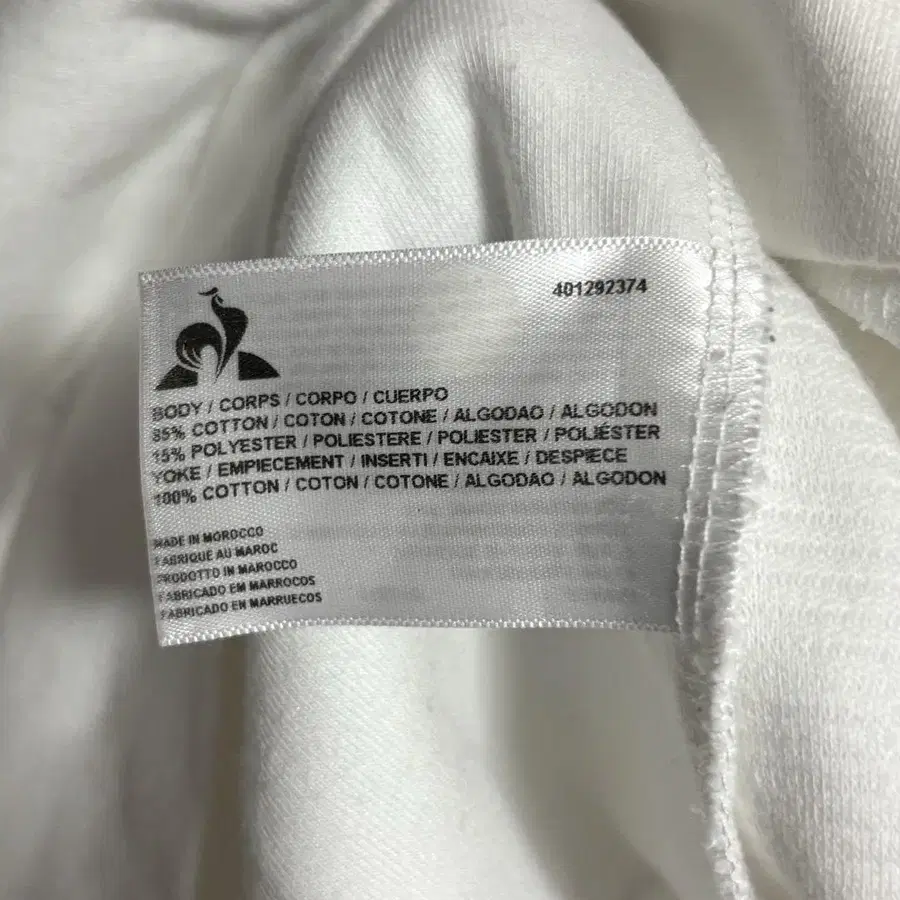 401292374
BODY / CORPS / CORPO / CUERPO
85% COTTON / COTON / COTONE / ALGODAO / ALGODON
15% POLYESTER / POLIESTERE / POLIESTER / POLIÉSTER
YOKE / EMPIECEMENT / INSERTI / ENCAIXE / DESPIECE
100% COTTON / COTON / COTONE / ALGODAO / ALGODON
MADE IN MOROCCO
FABRIQUE AU MAROC
PRODOTTO IN MAROCCO
FABRICADO EM MARROCOS
FABRICADO EN MARRUECOS